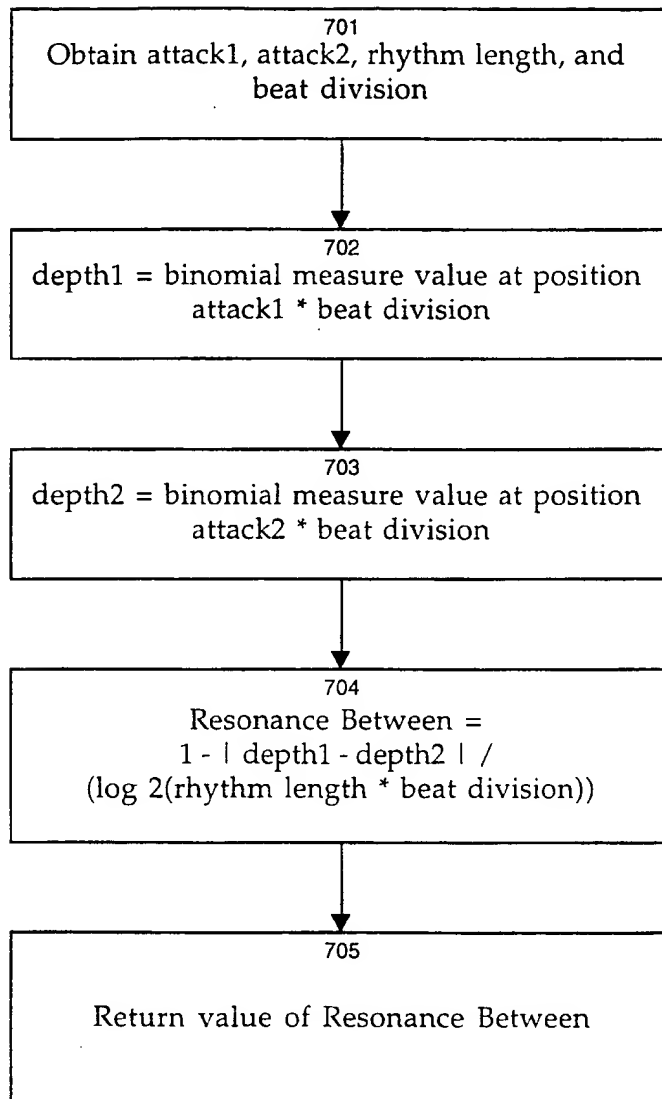 701
Obtain attack1, attack2, rhythm length, and
beat division
702
depth1 = binomial measure value at position
attack1 * beat division
703
depth2 = binomial measure value at position
attack2 * beat division
704
Resonance Between =
1 - | depth1 - depth2 | /
(log 2(rhythm length * beat division))
705
Return value of Resonance Between